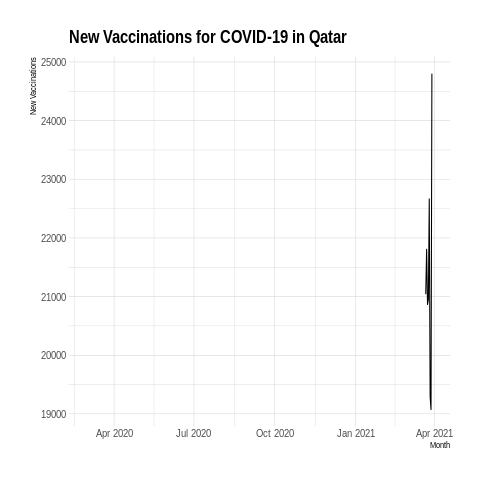 New Vaccinations for COVID-19 in Qatar
New Vaccinations
25000
24000
23000
22000
21000
20000
19000
Apr 2020 Jul 2020 Oct 2020 Jan 2021 Apr 2021
Month